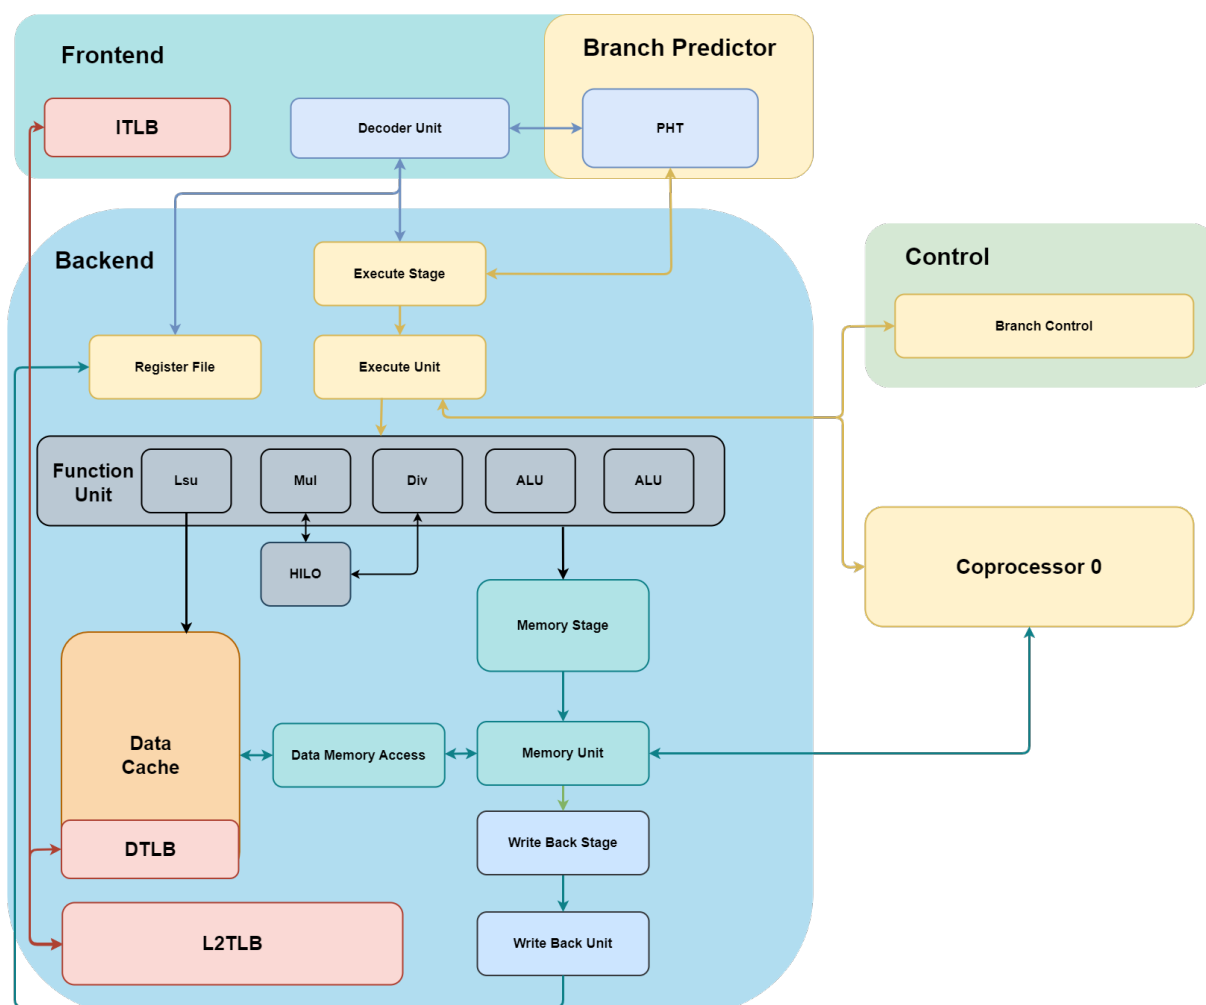 Frontend
Branch Predictor
ITLB
Decoder Unit
PHT
Backend
Control
Execute Stage
Branch Control
Register File
Execute Unit
Function
Unit
Lsu
Mul
Div
ALU
ALU
HILO
Coprocessor 0
Memory Stage
Data
Cache
Data Memory Access
Memory Unit
DTLB
Write Back Stage
L2TLB
Write Back Unit